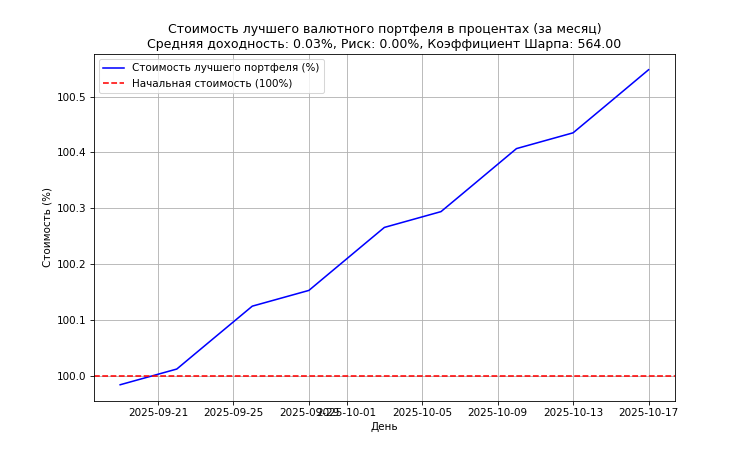 Стоимость лучшего валютного портфеля в процентах (за месяц)
Средняя доходность: 0.03%, Риск: 0.00%, Коэффициент Шарпа: 564.00
Стоимость лучшего портфеля (%)
Начальная стоимость (100%)
100.5
100.4
100.3
100.2
100.1
100.0
Стоимость (%)
2025-09-21
2025-09-25
2025-09-29
2025-10-01
2025-10-05
2025-10-09
2025-10-13
2025-10-17
День